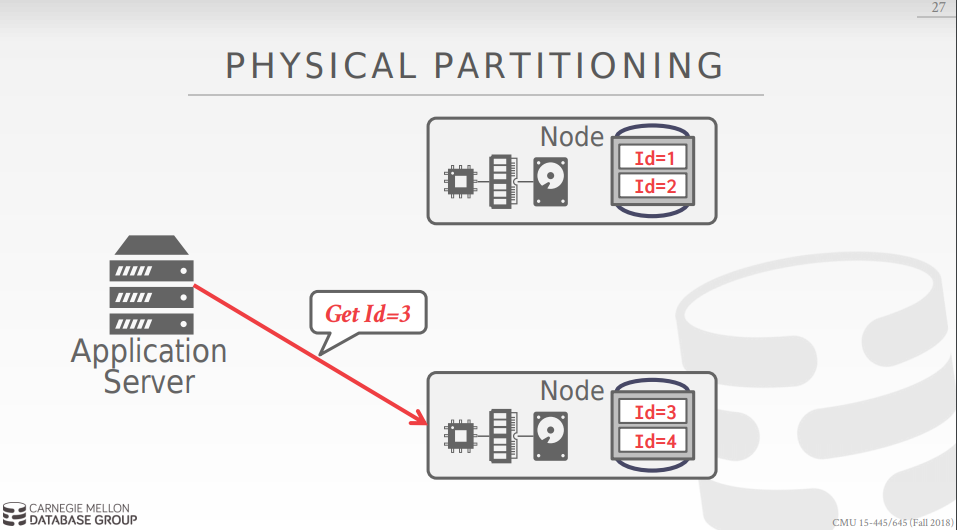 27
PHYSICAL PARTITIONING
Node
Id=1
Id=2
Application
Server
Get Id=3
Node
Id=3
Id=4
CARNEGIE MELLON
DATABASE GROUP
CMU 15-445/645 (Fall 2018)